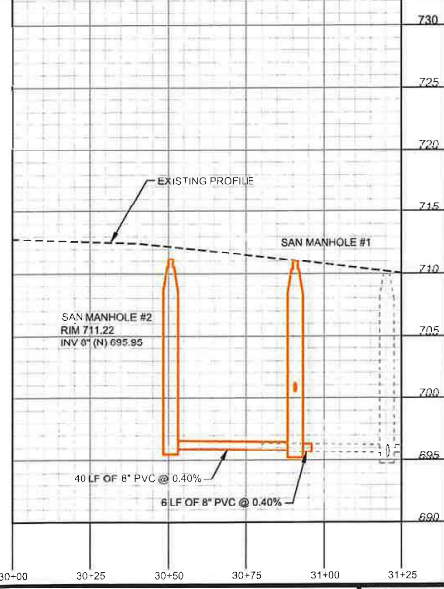 730
725
720
EXISTING PROFILE
715
SAN MANHOLE #1
710
SAN MANHOLE #2
RIM 711.22
INV 8" (N) 695.95
705
700
695
40 LF OF 8" PVC @ 0.40%
6 LF OF 8" PVC @ 0.40%
690
30+00 30+25 30+50 30+75 31+00 31+25